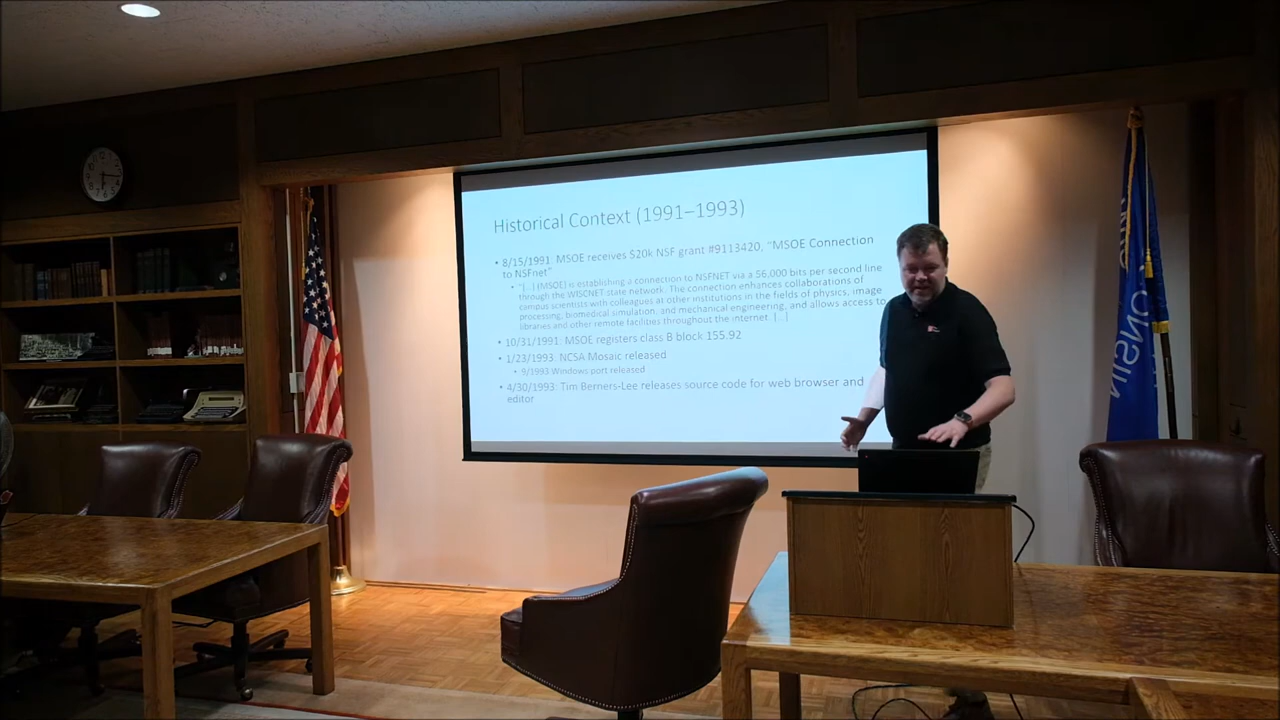 Historical Context (1991–1993)
• 8/15/1991: MSOE receives $20k NSF grant #9113420, "MSOE Connection
to NSFnet"
• "[...] (MSOE) is establishing a connection to NSFNET via a 56,000 bits per second line
through the WISCNET state network. The connection enhances collaborations of
campus scientists with colleagues at other institutions in the fields of physics, image
processing, biomedical simulation, and mechanical engineering, and allows access to
libraries and other remote facilities throughout the internet. [...]
• 10/31/1991: MSOE registers class B block 155.92
• 1/23/1993: NCSA Mosaic released
• 9/1993 Windows port released
• 4/30/1993: Tim Berners-Lee releases source code for web browser and
editor